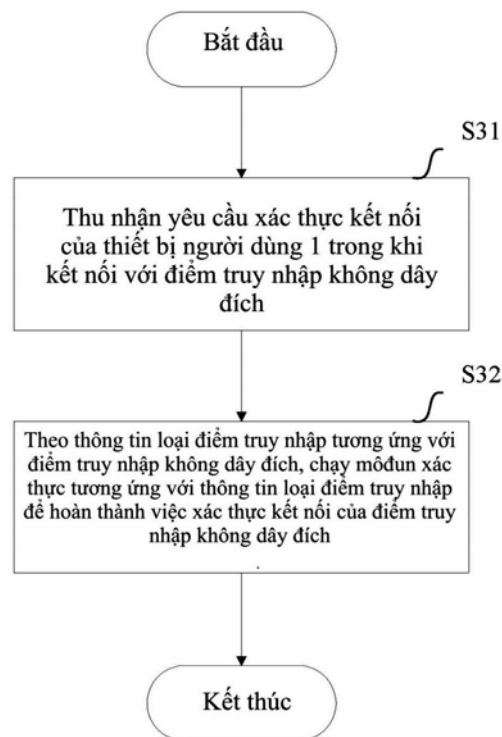 Bắt đầu
S31
Thu nhận yêu cầu xác thực kết nối
của thiết bị người dùng 1 trong khi
kết nối với điểm truy nhập không dây
đích
S32
Theo thông tin loại điểm truy nhập tương ứng với
điểm truy nhập không dây đích, chạy môđun xác
thực tương ứng với thông tin loại điểm truy nhập
để hoàn thành việc xác thực kết nối của điểm truy
nhập không dây đích
.
Kết thúc